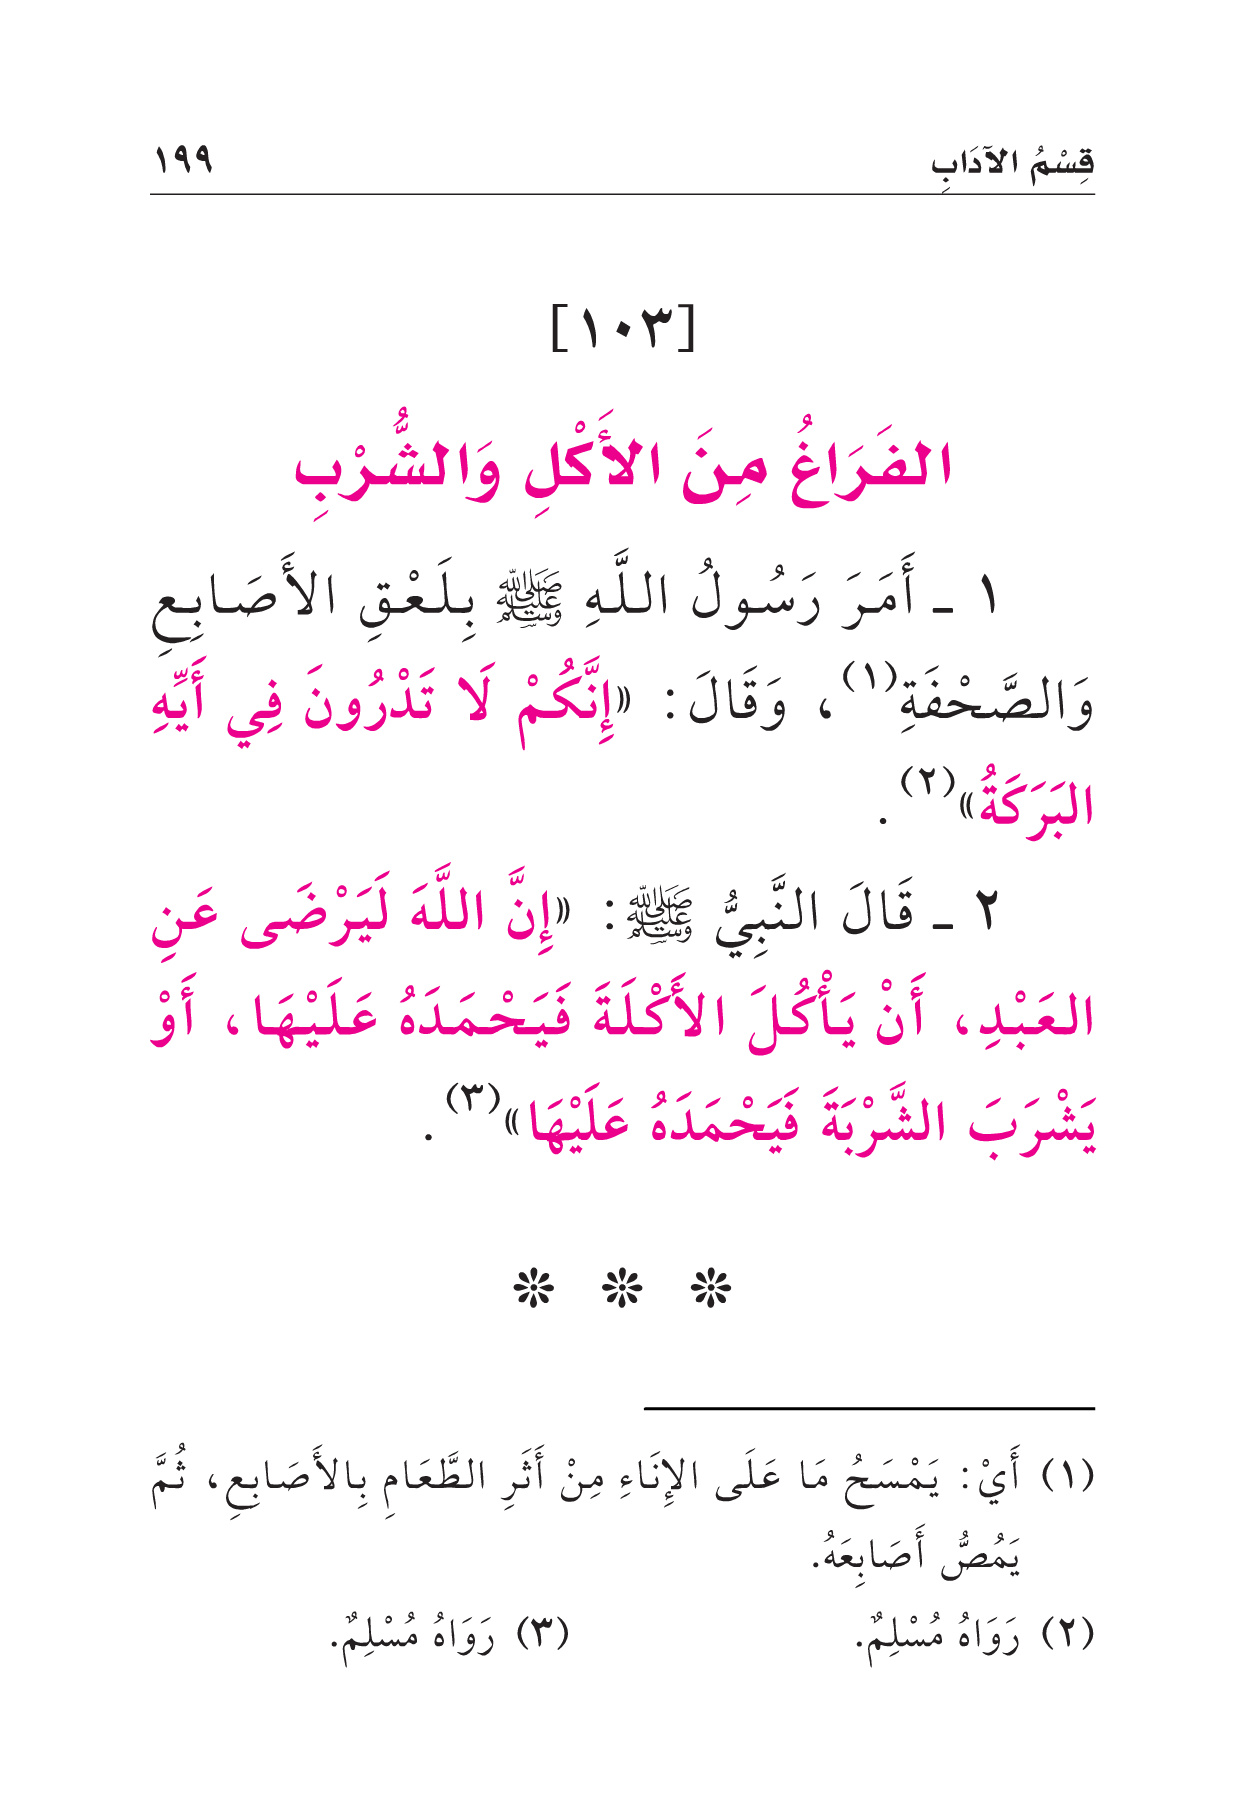 قِسْمُ الآدَابِ ١٩٩
[١٠٣]
الفَرَاغُ مِنَ الأَكْلِ وَالشُّرْبِ
١ ـ أَمَرَ رَسُولُ اللَّهِ ﷺ بِلَعْقِ الأَصَابِعِ
وَالصَّحْفَةِ(١)، وَقَالَ: «إِنَّكُمْ لَا تَدْرُونَ فِي أَيِّهِ
البَرَكَةُ»(٢).
٢ ـ قَالَ النَّبِيُّ ﷺ: «إِنَّ اللَّهَ لَيَرْضَى عَنِ
العَبْدِ، أَنْ يَأْكُلَ الأَكْلَةَ فَيَحْمَدَهُ عَلَيْهَا، أَوْ
يَشْرَبَ الشَّرْبَةَ فَيَحْمَدَهُ عَلَيْهَا»(٣).
(١) أَيْ: يَمْسَحُ مَا عَلَى الإِنَاءِ مِنْ أَثَرِ الطَّعَامِ بِالأَصَابِعِ، ثُمَّ
يَمُصُّ أَصَابِعَهُ.
(٢) رَوَاهُ مُسْلِمٌ. (٣) رَوَاهُ مُسْلِمٌ.